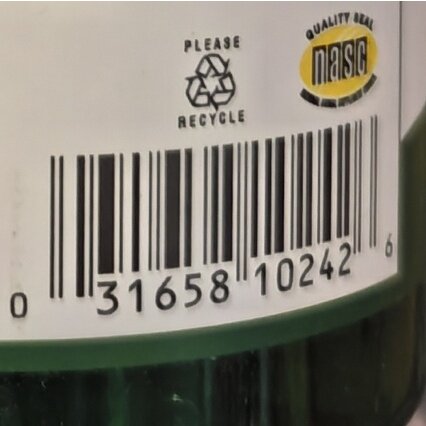 PLEASE
RECYCLE
QUALITY SEAL
nasc
0 31658 10242 6